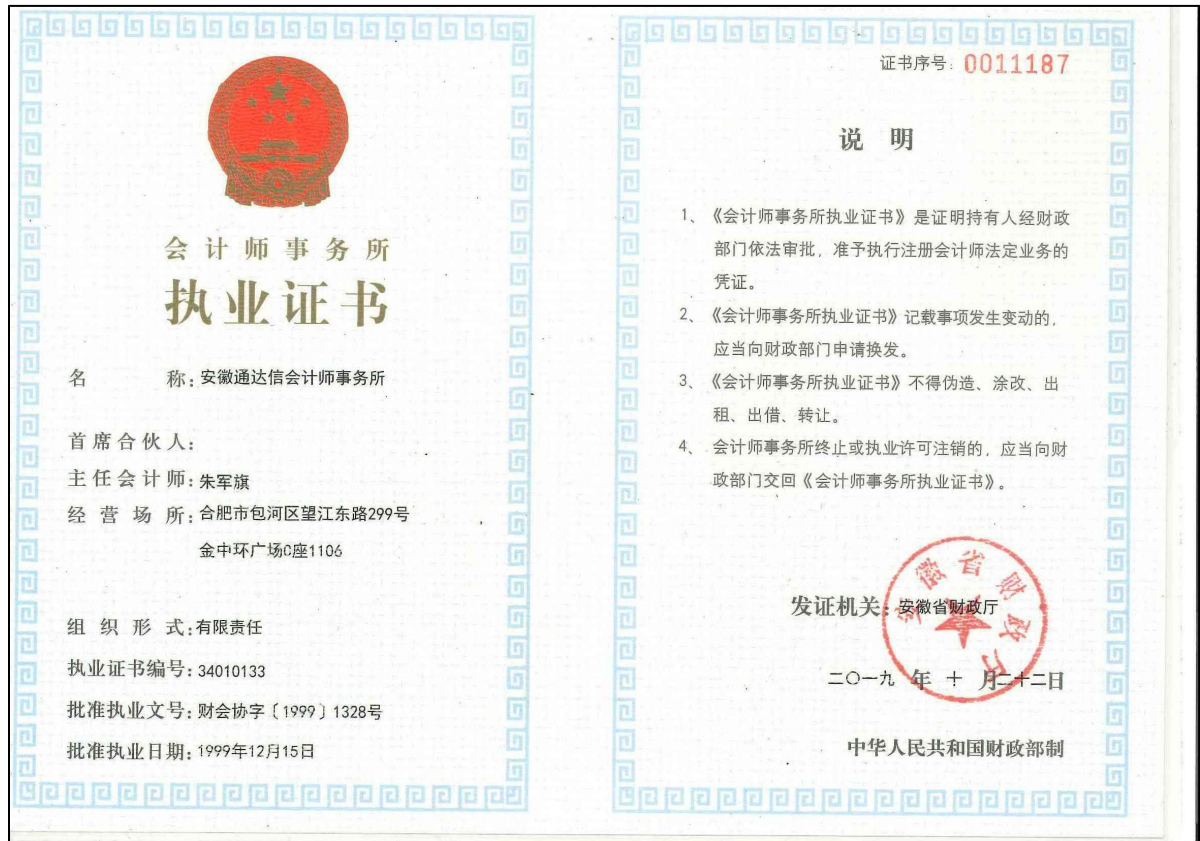 会计师事务所
执业证书
名 称：安徽通达信会计师事务所
首席合伙人：
主任会计师：朱军旗
经营场所：合肥市包河区望江东路299号
金中环广场C座1106
组织形式：有限责任
执业证书编号：34010133
批准执业文号：财会协字〔1999〕1328号
批准执业日期：1999年12月15日
证书序号：0011187
说 明
1、《会计师事务所执业证书》是证明持有人经财政
部门依法审批，准予执行注册会计师法定业务的
凭证。
2、《会计师事务所执业证书》记载事项发生变动的，
应当向财政部门申请换发。
3、《会计师事务所执业证书》不得伪造、涂改、出
租、出借、转让。
4、会计师事务所终止或执业许可注销的，应当向财
政部门交回《会计师事务所执业证书》。
发证机关：安徽省财政厅
安徽省财政厅
二〇一九年十月二十二日
中华人民共和国财政部制